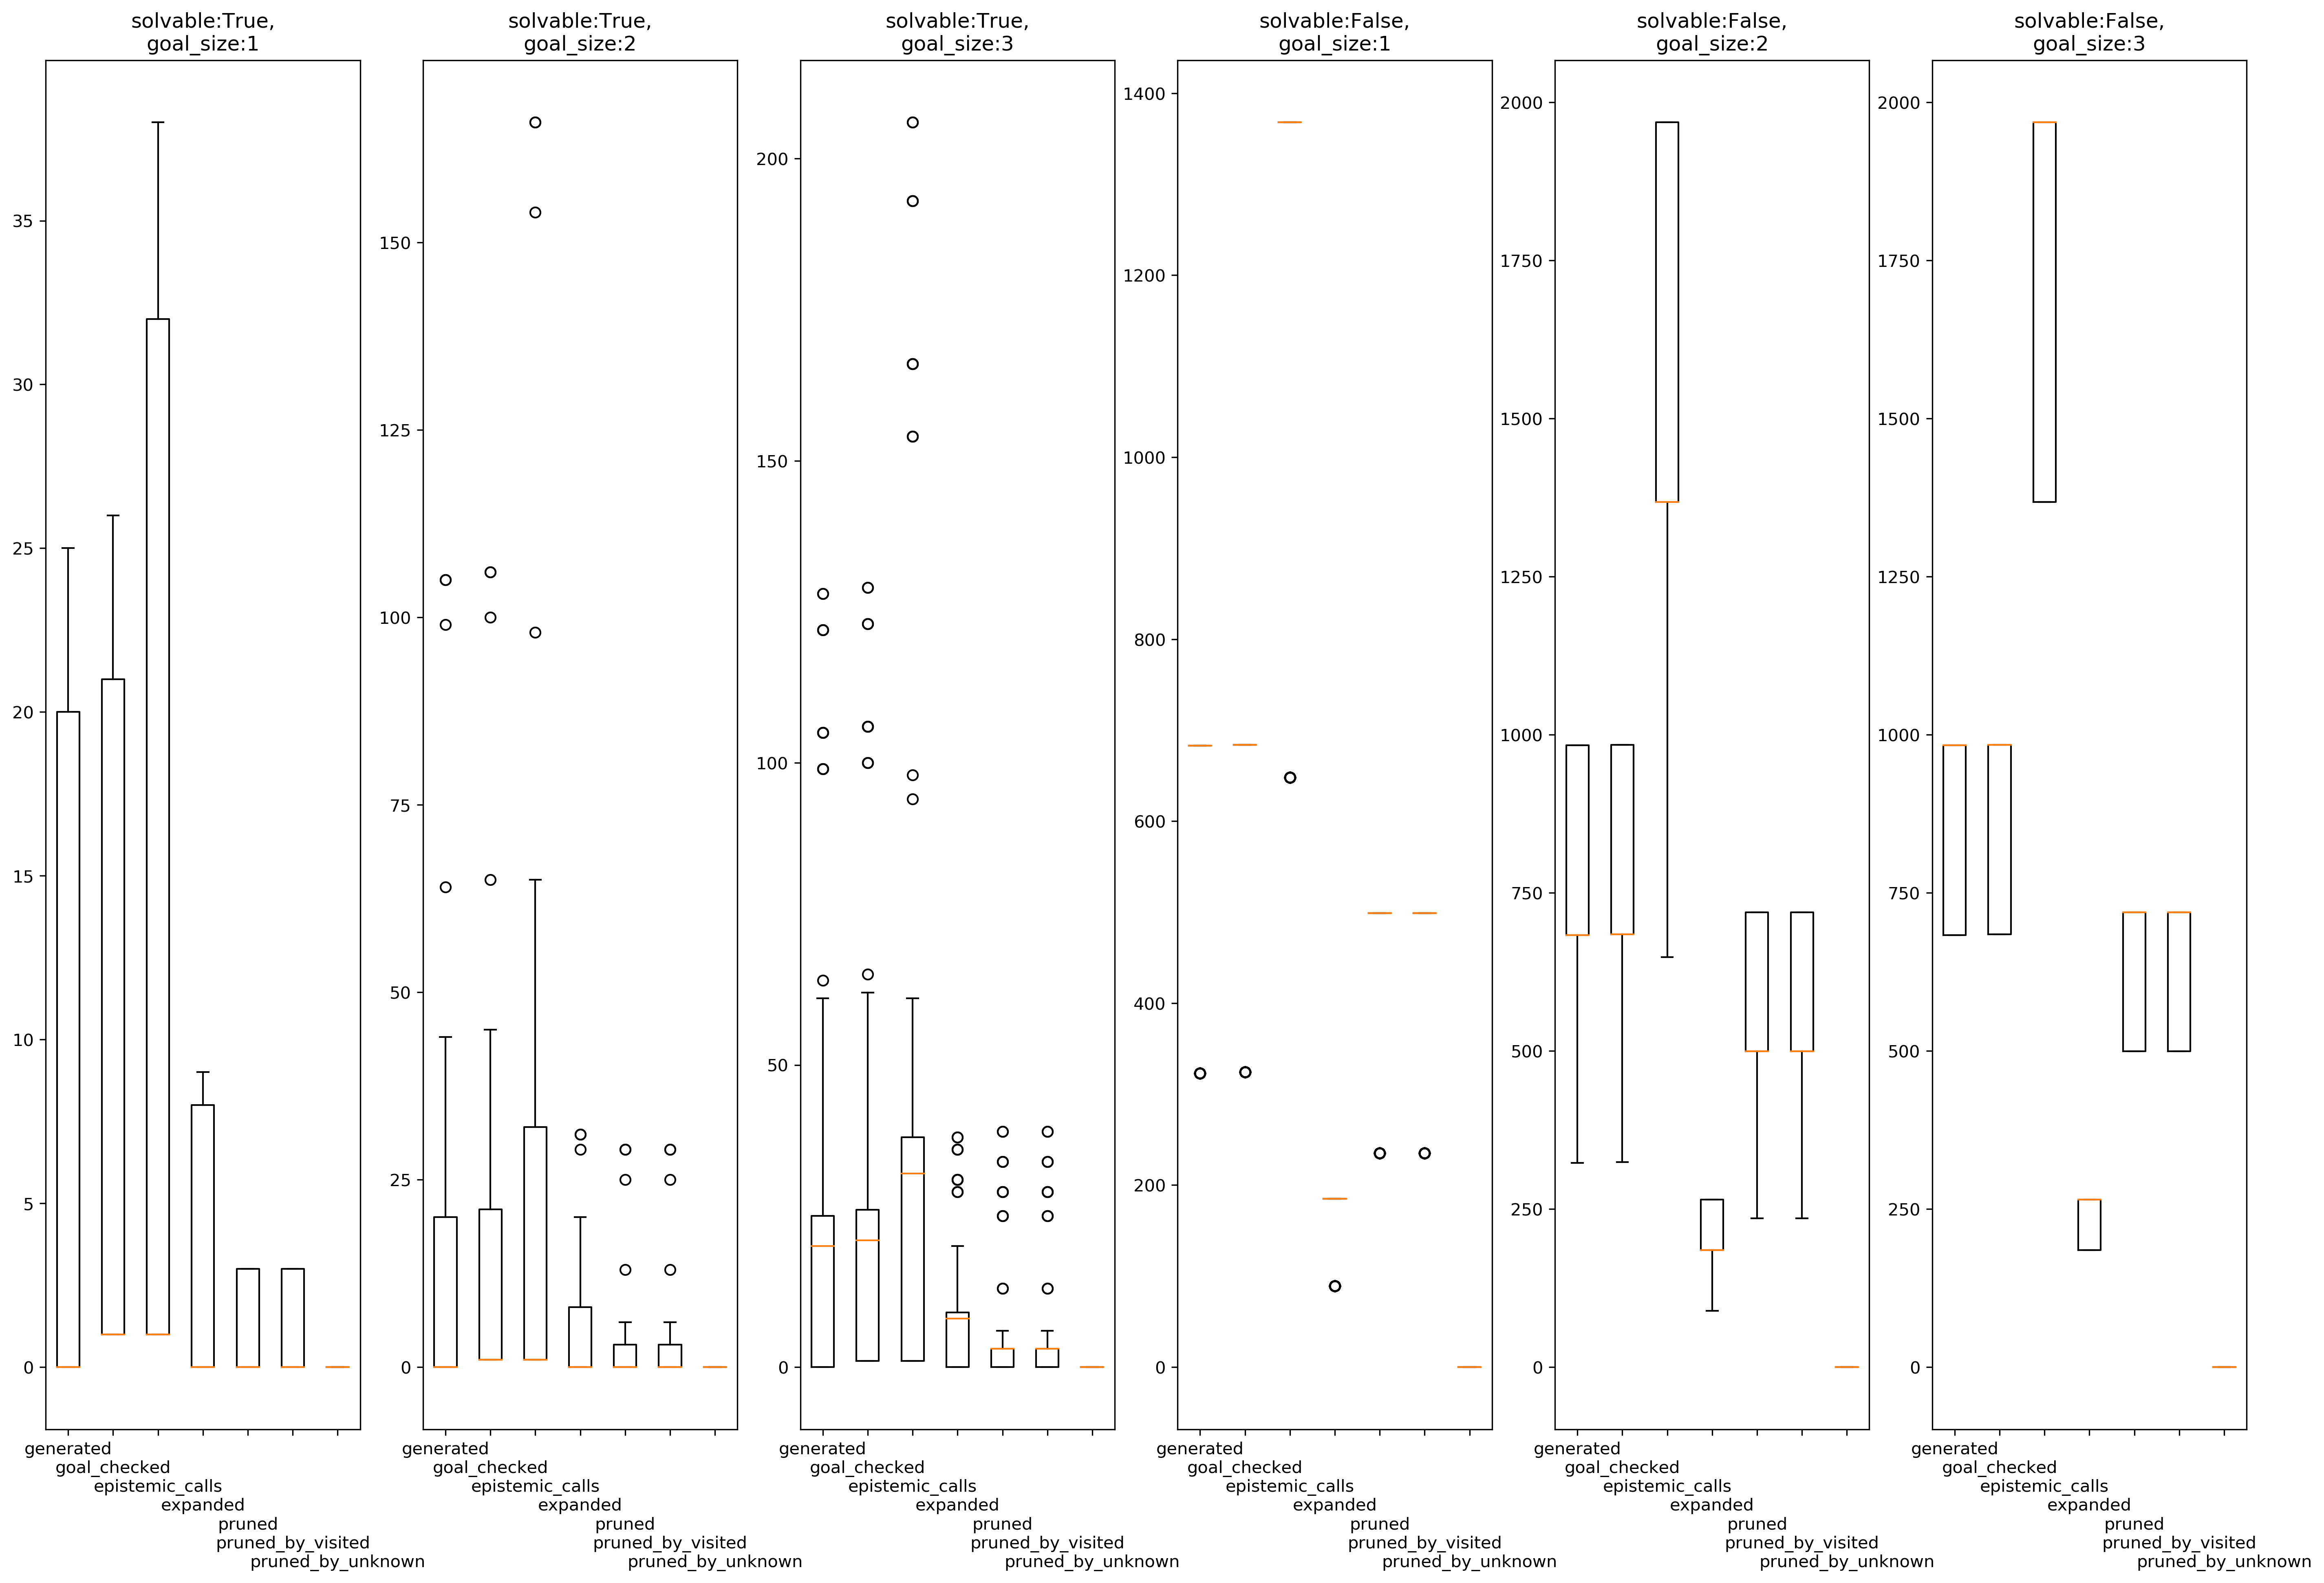 solvable:True,
goal_size:1
35
30
25
20
15
10
5
0
generated
goal_checked
epistemic_calls
expanded
pruned
pruned_by_visited
pruned_by_unknown
solvable:True,
goal_size:2
150
125
100
75
50
25
0
generated
goal_checked
epistemic_calls
expanded
pruned
pruned_by_visited
pruned_by_unknown
solvable:True,
goal_size:3
200
150
100
50
0
generated
goal_checked
epistemic_calls
expanded
pruned
pruned_by_visited
pruned_by_unknown
solvable:False,
goal_size:1
1400
1200
1000
800
600
400
200
0
generated
goal_checked
epistemic_calls
expanded
pruned
pruned_by_visited
pruned_by_unknown
solvable:False,
goal_size:2
2000
1750
1500
1250
1000
750
500
250
0
generated
goal_checked
epistemic_calls
expanded
pruned
pruned_by_visited
pruned_by_unknown
solvable:False,
goal_size:3
2000
1750
1500
1250
1000
750
500
250
0
generated
goal_checked
epistemic_calls
expanded
pruned
pruned_by_visited
pruned_by_unknown